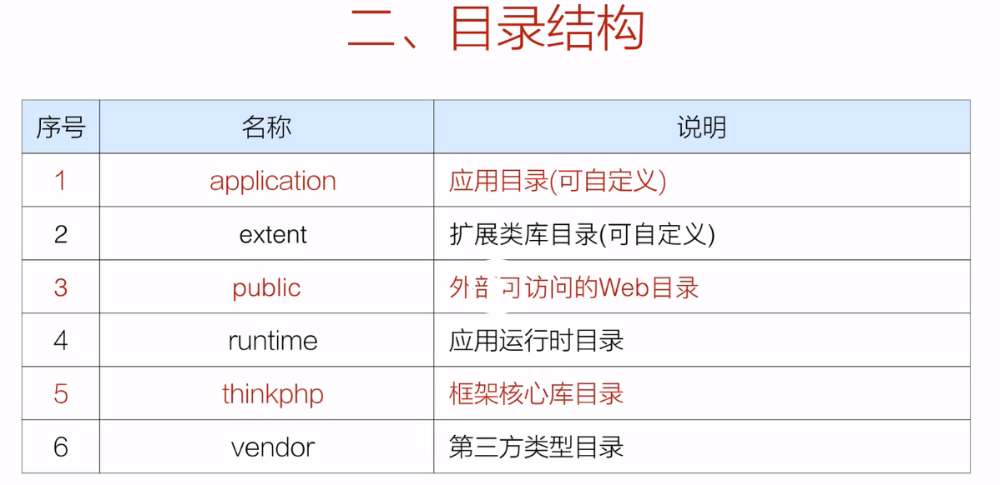 二、目录结构
序号 名称 说明
1 application 应用目录(可自定义)
2 extent 扩展类库目录(可自定义)
3 public 外部可访问的Web目录
4 runtime 应用运行时目录
5 thinkphp 框架核心库目录
6 vendor 第三方类型目录